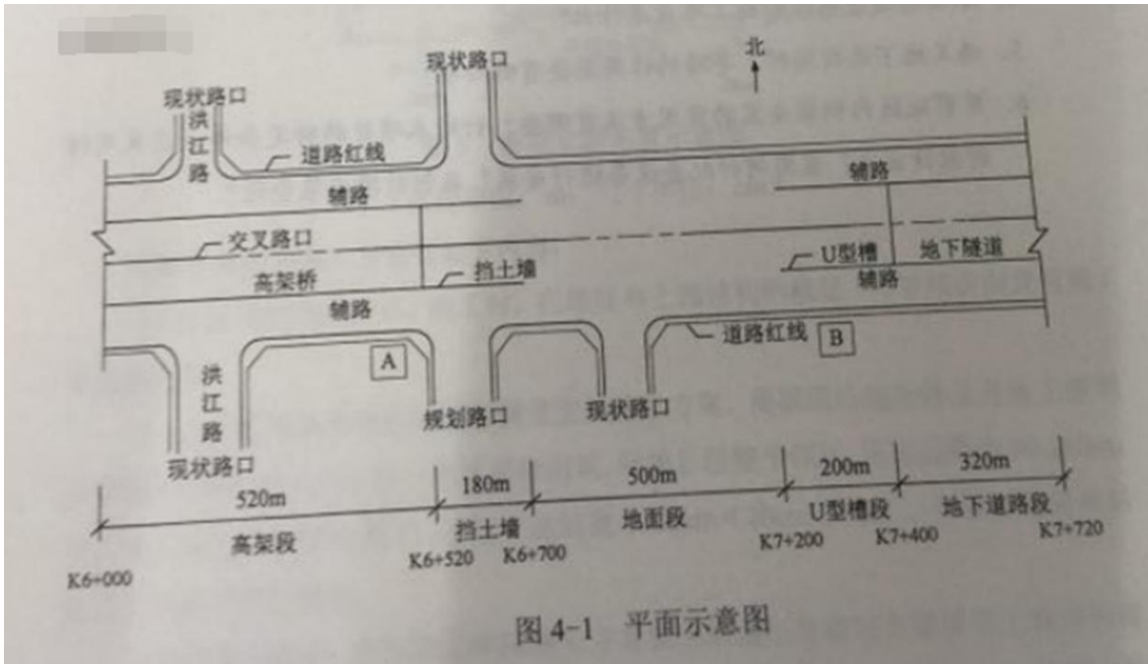 现状路口
北
现状路口
洪江路
道路红线
辅路
辅路
交叉路口
U型槽
地下隧道
高架桥
挡土墙
辅路
辅路
道路红线
B
A
洪江路
规划路口
现状路口
现状路口
520m
180m
500m
200m
320m
高架段
挡土墙
地面段
U型槽段
地下道路段
K6+000
K6+520
K6+700
K7+200
K7+400
K7+720
图 4-1 平面示意图